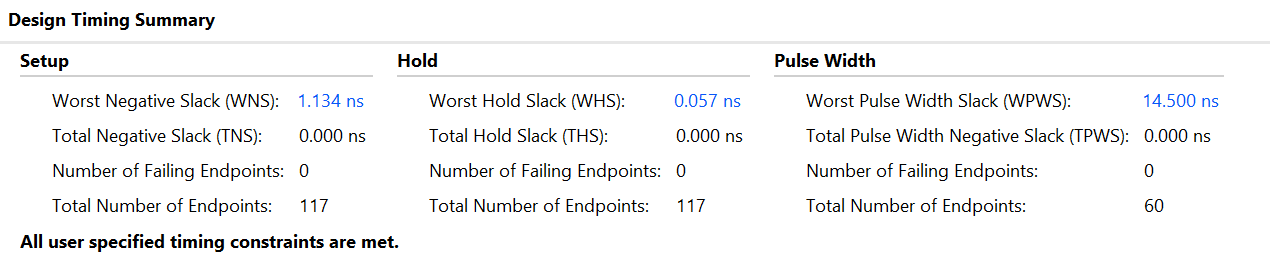 Design Timing Summary
Setup Hold Pulse Width
Worst Negative Slack (WNS): 1.134 ns Worst Hold Slack (WHS): 0.057 ns Worst Pulse Width Slack (WPWS): 14.500 ns
Total Negative Slack (TNS): 0.000 ns Total Hold Slack (THS): 0.000 ns Total Pulse Width Negative Slack (TPWS): 0.000 ns
Number of Failing Endpoints: 0 Number of Failing Endpoints: 0 Number of Failing Endpoints: 0
Total Number of Endpoints: 117 Total Number of Endpoints: 117 Total Number of Endpoints: 60
All user specified timing constraints are met.